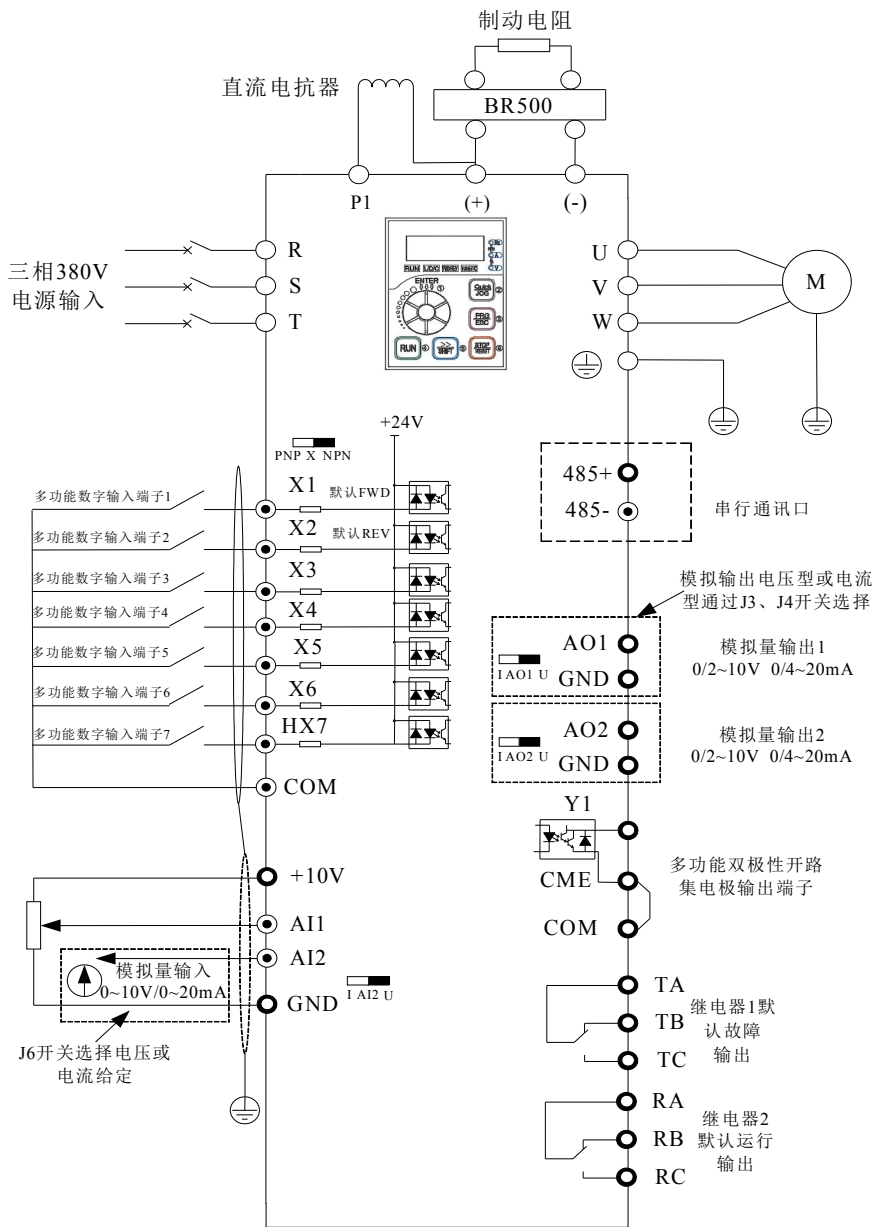 制动电阻
直流电抗器
BR500
P1
(+)
(-)
三相380V
电源输入
R
S
T
RUN
ENTER
①
Quick
JOG
②
PRG
ESC
③
RUN
④
>>
SHIFT
⑤
STOP
RESET
⑥
A
V
U
V
W
M
+24V
PNP X NPN
多功能数字输入端子1
X1
默认FWD
多功能数字输入端子2
X2
默认REV
多功能数字输入端子3
X3
多功能数字输入端子4
X4
多功能数字输入端子5
X5
多功能数字输入端子6
X6
多功能数字输入端子7
HX7
COM
485+
485-
串行通讯口
模拟输出电压型或电流
型通过J3、J4开关选择
AO1
I AO1 U
GND
模拟量输出1
0/2~10V 0/4~20mA
AO2
I AO2 U
GND
模拟量输出2
0/2~10V 0/4~20mA
Y1
CME
COM
多功能双极性开路
集电极输出端子
+10V
AI1
AI2
模拟量输入
0~10V/0~20mA
GND
I AI2 U
J6开关选择电压或
电流给定
TA
TB
TC
继电器1默
认故障
输出
RA
RB
RC
继电器2
默认运行
输出